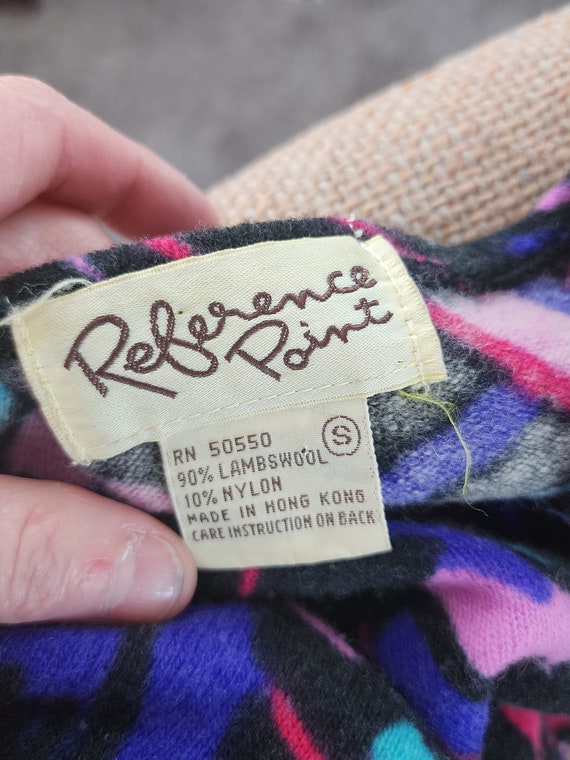 Reference
Point
RN 50550 S
90% LAMBSWOOL
10% NYLON
MADE IN HONG KONG
CARE INSTRUCTION ON BACK